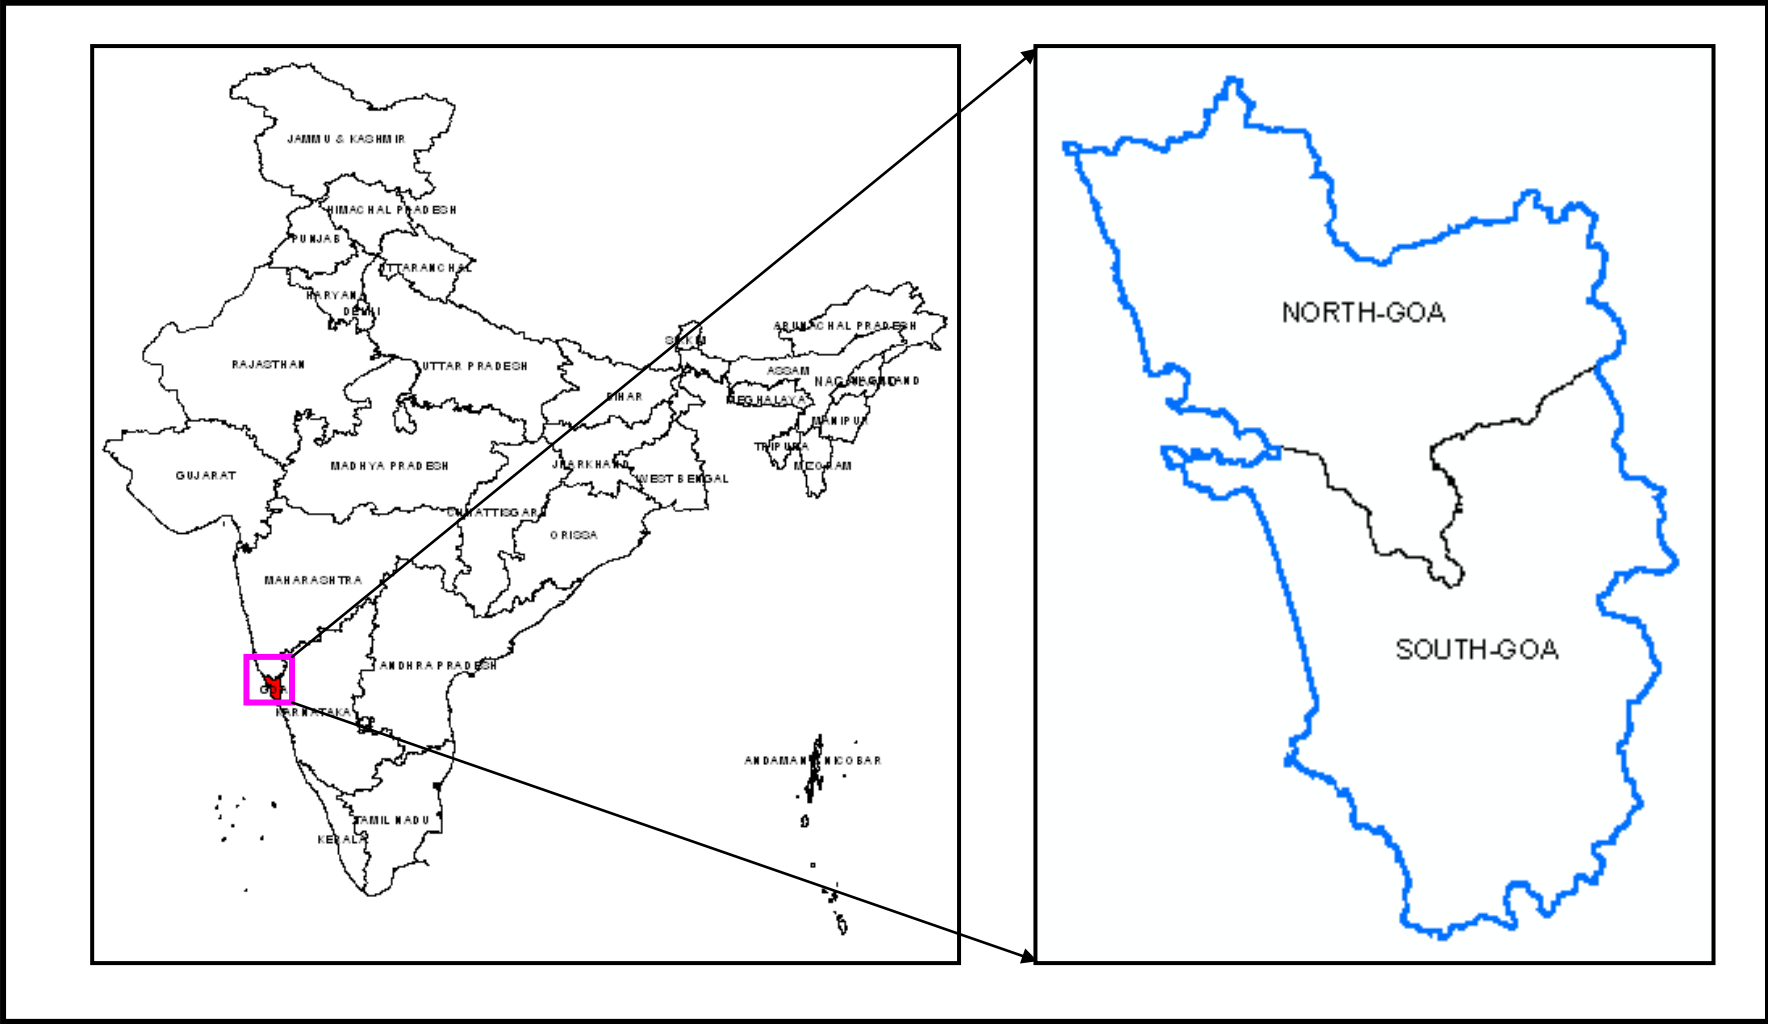 JAMMU & KASHMIR
HIMACHAL PRADESH
PUNJAB
UTTARANCHAL
HARYANA
DELHI
ARUNACHAL PRADESH
SIKKIM
RAJASTHAN
UTTAR PRADESH
ASSAM
NAGALAND
NAGALAND
BIHAR
MEGHALAYA
MANIPUR
TRIPURA
MIZORAM
GUJARAT
MADHYA PRADESH
JHARKHAND
WEST BENGAL
CHHATTISGARH
ORISSA
MAHARASHTRA
ANDHRA PRADESH
GOA
KARNATAKA
ANDAMAN & NICOBAR
TAMIL NADU
KERALA
NORTH-GOA
SOUTH-GOA